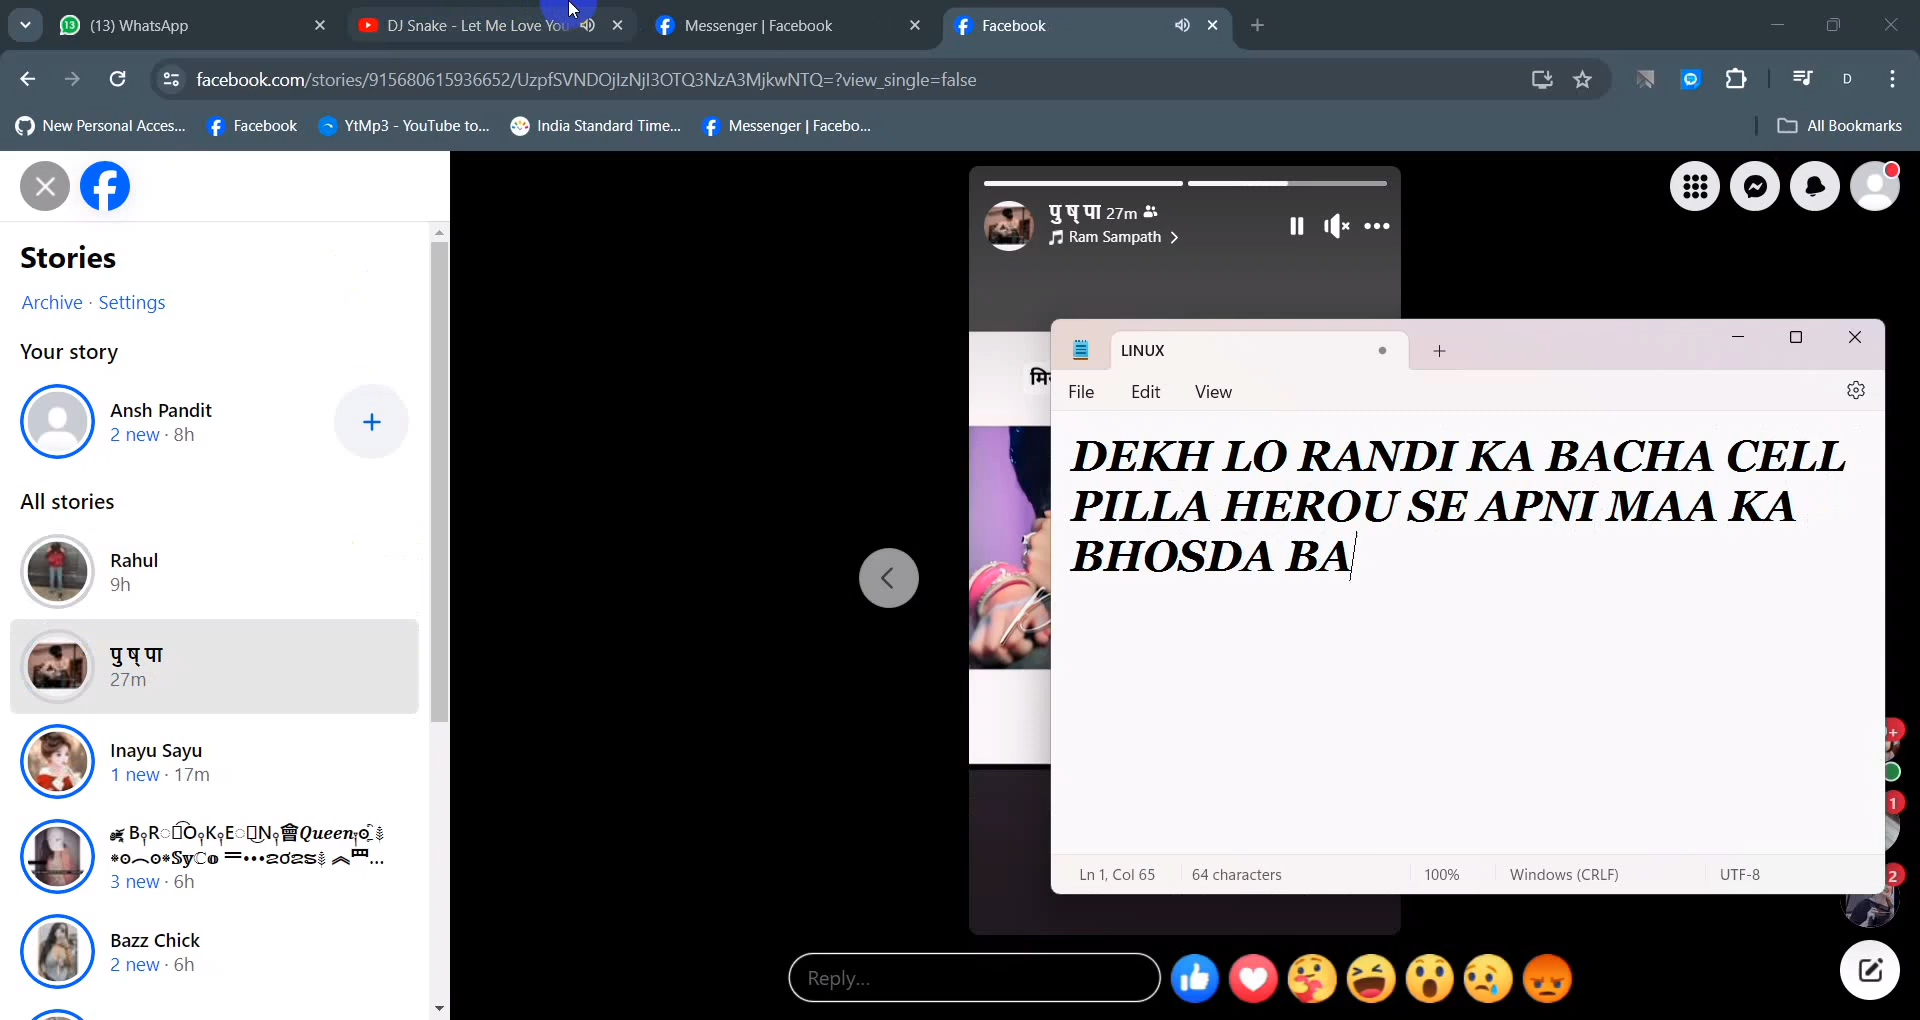 (13) WhatsApp
DJ Snake - Let Me Love You
Messenger | Facebook
Facebook
facebook.com/stories/915680615936652/UzpfSVNDOjIzNjI3OTQ3NzA3MjkwNTQ=?view_single=false
D
New Personal Acces...
Facebook
YtMp3 - YouTube to...
India Standard Time...
Messenger | Facebo...
All Bookmarks
Stories
Archive · Settings
Your story
Ansh Pandit
2 new · 8h
All stories
Rahul
9h
पु ष् पा
27m
Inayu Sayu
1 new · 17m
3 new · 6h
Bazz Chick
2 new · 6h
पु ष् पा 27m
Ram Sampath
LINUX
File
Edit
View
DEKH LO RANDI KA BACHA CELL
PILLA HEROU SE APNI MAA KA
BHOSDA BA
Ln 1, Col 65
64 characters
100%
Windows (CRLF)
UTF-8
1
2
Reply...